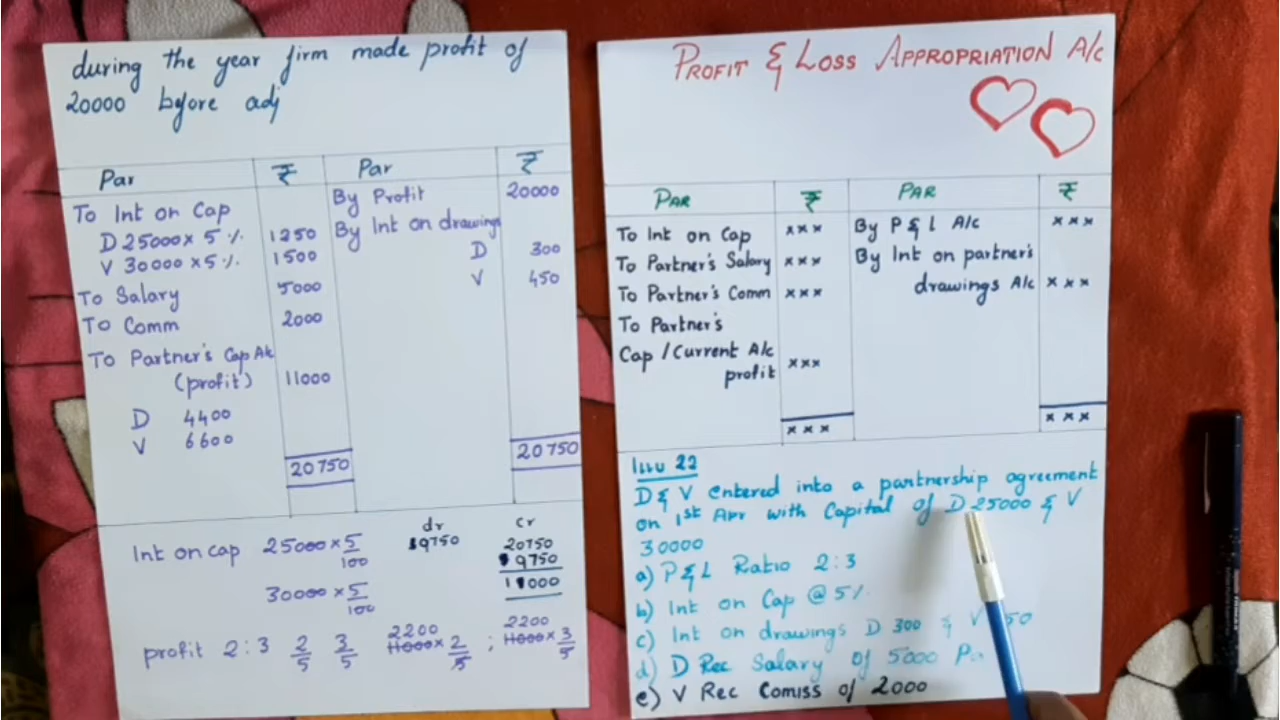 during the year firm made profit of
20000 before adj
Par ₹ Par ₹
To Int on Cap By Profit 20000
D 25000 x 5 % 1250 By Int on drawings
V 30000 x 5 %. 1500 D 300
To Salary 5000 V 450
To Comm 2000
To Partner's Cap A/c
(profit) 11000
D 4400
V 6600
20750 20750
dr cr
Int on cap 25000 x 5/100 9750 20750
9750
30000 x 5/100 11000
profit 2:3 2/5 3/5 2200 11000 x 2/5 ; 2200 11000 x 3/5
PROFIT & LOSS APPROPRIATION A/c
PAR ₹ PAR ₹
To Int on Cap xxx By P & L A/c xxx
To Partner's Salary xxx By Int on partner's
To Partner's Comm xxx drawings A/c xxx
To Partner's
Cap / Current A/c
profit xxx
xxx xxx
22
D & V entered into a partnership agreement
on 1st Apr with Capital of D 25000 & V
30000
a) P & L Ratio 2:3
b) Int on Cap @ 5%.
c) Int on drawings D 300 & V 50
d) D Rec Salary of 5000 Pa
e) V Rec Comiss of 2000